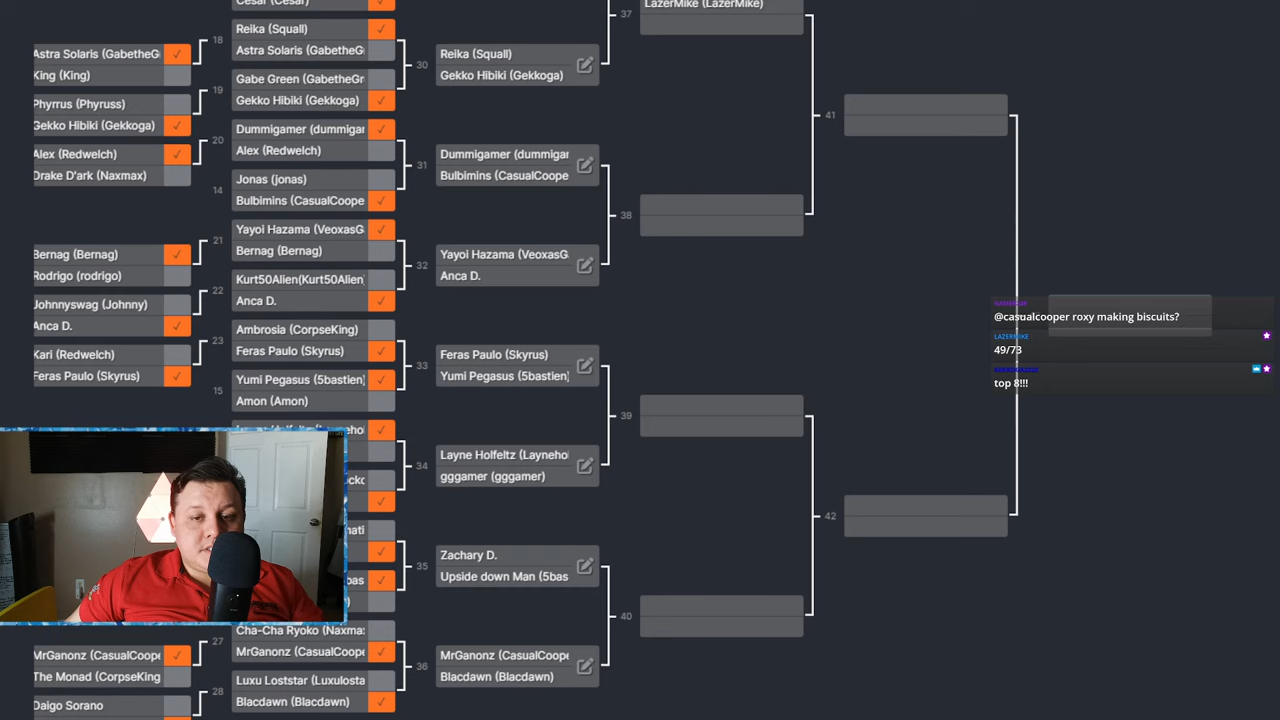 Cesar (Cesar)
Astra Solaris (GabetheG
King (King)
18
Phyrrus (Phyruss)
Gekko Hibiki (Gekkoga)
19
Alex (Redwelch)
Drake D'ark (Naxmax)
20
14
Bernag (Bernag)
Rodrigo (rodrigo)
21
Johnnyswag (Johnny)
Anca D.
22
Kari (Redwelch)
Feras Paulo (Skyrus)
23
15
MrGanonz (CasualCoope
The Monad (CorpseKing
27
Daigo Sorano
28
Reika (Squall)
Astra Solaris (GabetheG
Gabe Green (GabetheGr
Gekko Hibiki (Gekkoga)
30
Dummigamer (dummigar
Alex (Redwelch)
Jonas (jonas)
Bulbimins (CasualCoope
31
Yayoi Hazama (VeoxasG
Bernag (Bernag)
Kurt50Alien(Kurt50Alien)
Anca D.
32
Ambrosia (CorpseKing)
Feras Paulo (Skyrus)
Yumi Pegasus (5bastien)
Amon (Amon)
33
34
35
Cha-Cha Ryoko (Naxma
MrGanonz (CasualCoope
Luxu Loststar (Luxulosta
Blacdawn (Blacdawn)
36
Reika (Squall)
Gekko Hibiki (Gekkoga)
37
Dummigamer (dummigar
Bulbimins (CasualCoope
38
Yayoi Hazama (VeoxasG
Anca D.
Feras Paulo (Skyrus)
Yumi Pegasus (5bastien)
39
Layne Holfeltz (Laynehol
gggamer (gggamer)
Zachary D.
Upside down Man (5bas
40
MrGanonz (CasualCoope
Blacdawn (Blacdawn)
LazerMike (LazerMike)
41
42
@casualcooper roxy making biscuits?
LAZERMIKE
49/73
top 8!!!